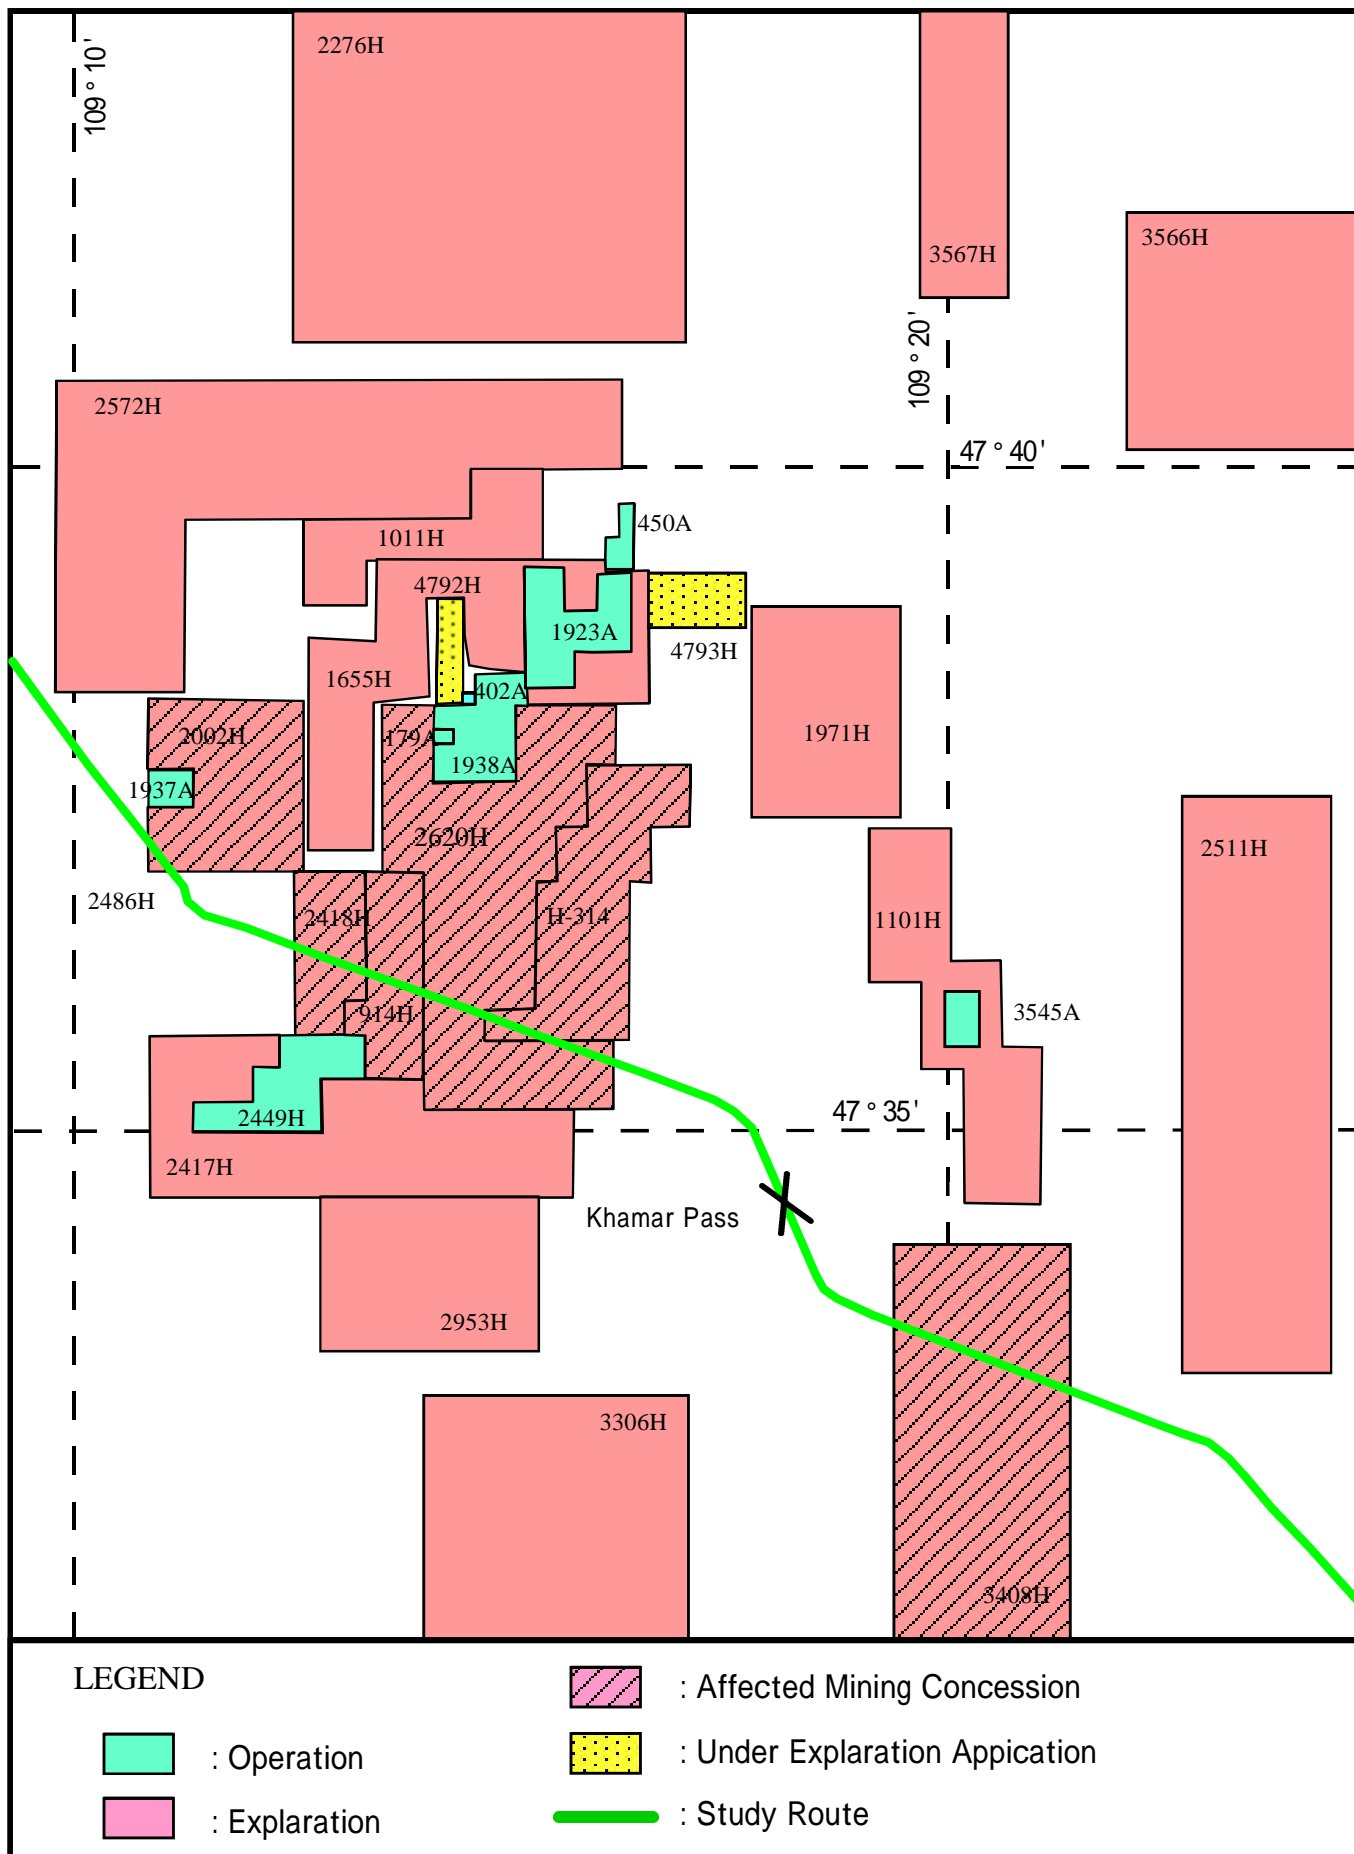 109 ° 10'
2276H
3567H
3566H
109 ° 20'
2572H
47 ° 40'
450A
1011H
4792H
1923A
4793H
1655H
402A
2002H
179A
1971H
1938A
1937A
2620H
2511H
2486H
2418H
H-314
1101H
914H
3545A
2449H
47 ° 35'
2417H
Khamar Pass
2953H
3306H
3408H
LEGEND
: Affected Mining Concession
: Operation
: Under Explaration Appication
: Explaration
: Study Route